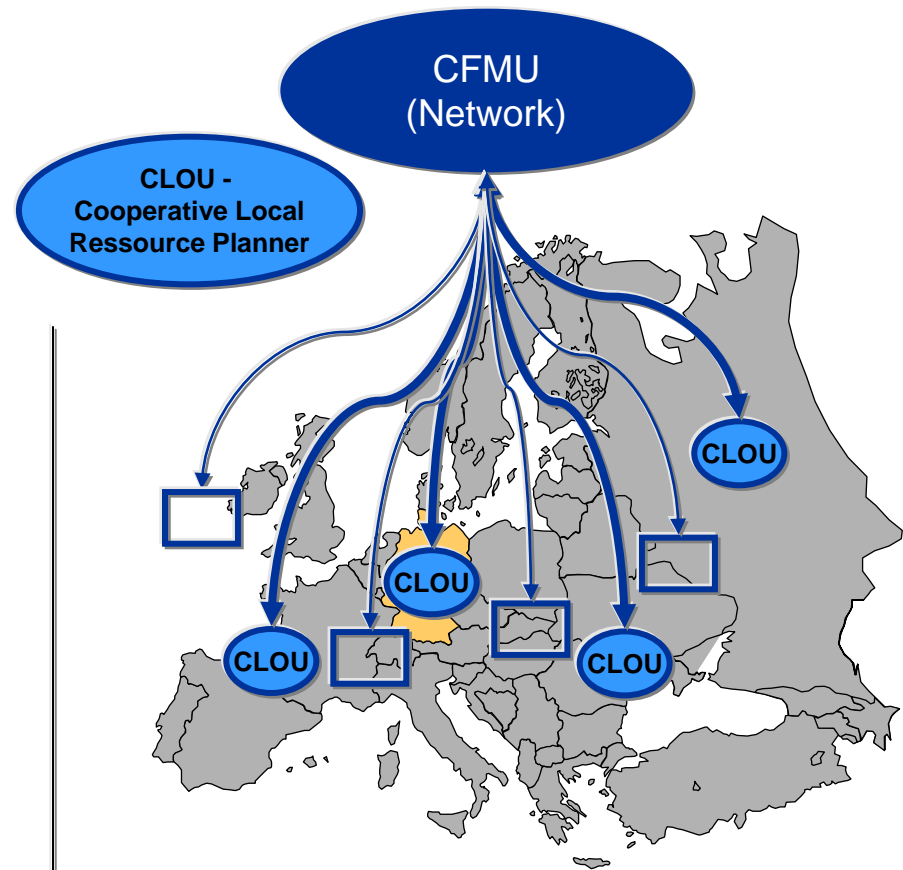 CFMU
(Network)
CLOU -
Cooperative Local
Ressource Planner
CLOU
CLOU
CLOU
CLOU